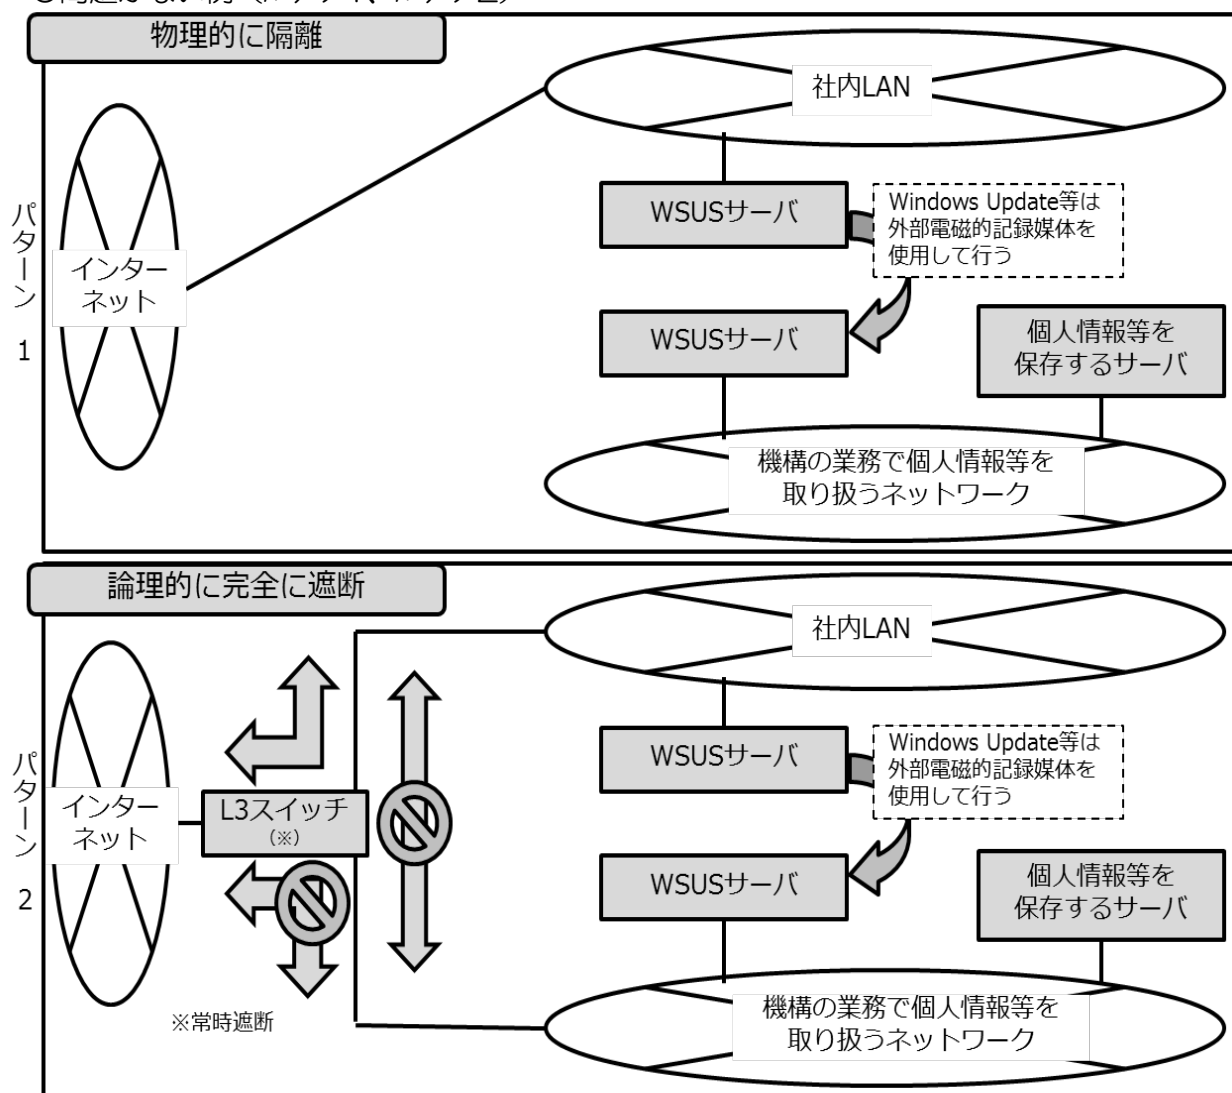 物理的に隔離
社内LAN
WSUSサーバ
Windows Update等は
外部電磁的記録媒体を
使用して行う
パターン 1
インター
ネット
WSUSサーバ
個人情報等を
保存するサーバ
機構の業務で個人情報等を
取り扱うネットワーク
論理的に完全に遮断
社内LAN
WSUSサーバ
Windows Update等は
外部電磁的記録媒体を
使用して行う
パターン 2
インター
ネット
L3スイッチ
(※)
WSUSサーバ
個人情報等を
保存するサーバ
※常時遮断
機構の業務で個人情報等を
取り扱うネットワーク